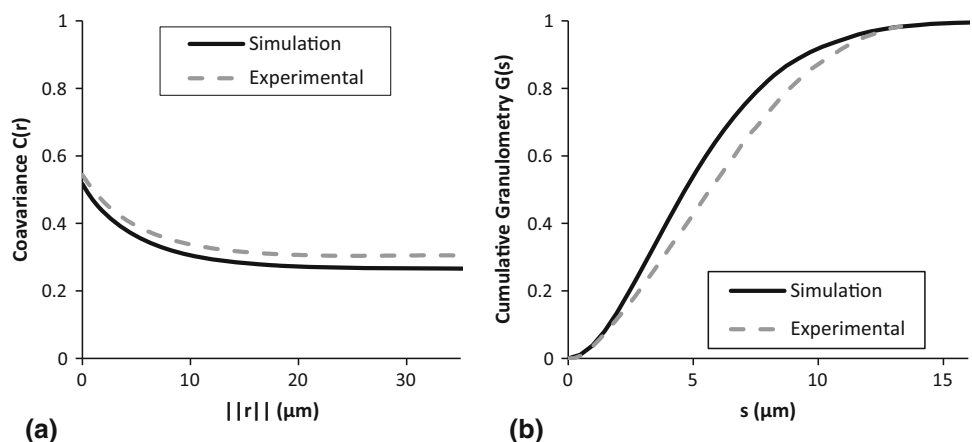 1
0.8
0.6
0.4
0.2
0
Coavariance C(r)
Simulation
Experimental
0
10
20
30
||r|| (μm)
(a)
1
0.8
0.6
0.4
0.2
0
Cumulative Granulometry G(s)
Simulation
Experimental
0
5
10
15
s (μm)
(b)